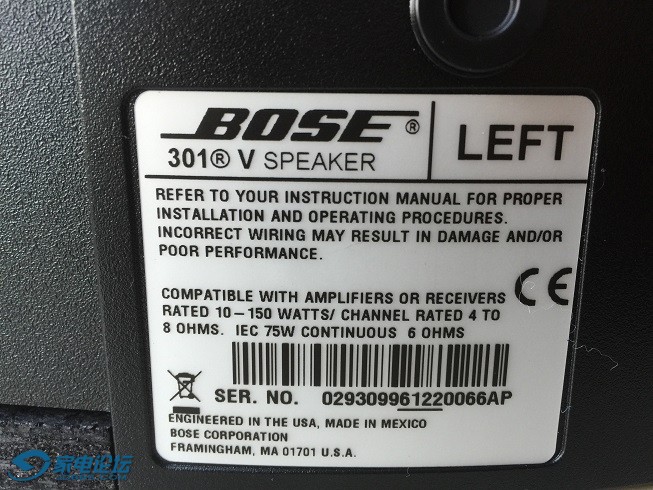 BOSE®
301® V SPEAKER
LEFT
REFER TO YOUR INSTRUCTION MANUAL FOR PROPER
INSTALLATION AND OPERATING PROCEDURES.
INCORRECT WIRING MAY RESULT IN DAMAGE AND/OR
POOR PERFORMANCE.
CE
COMPATIBLE WITH AMPLIFIERS OR RECEIVERS
RATED 10–150 WATTS/ CHANNEL RATED 4 TO
8 OHMS. IEC 75W CONTINUOUS 6 OHMS
SER. NO. 029309961220066AP
ENGINEERED IN THE USA, MADE IN MEXICO
BOSE CORPORATION
FRAMINGHAM, MA 01701 U.S.A.
家电论坛